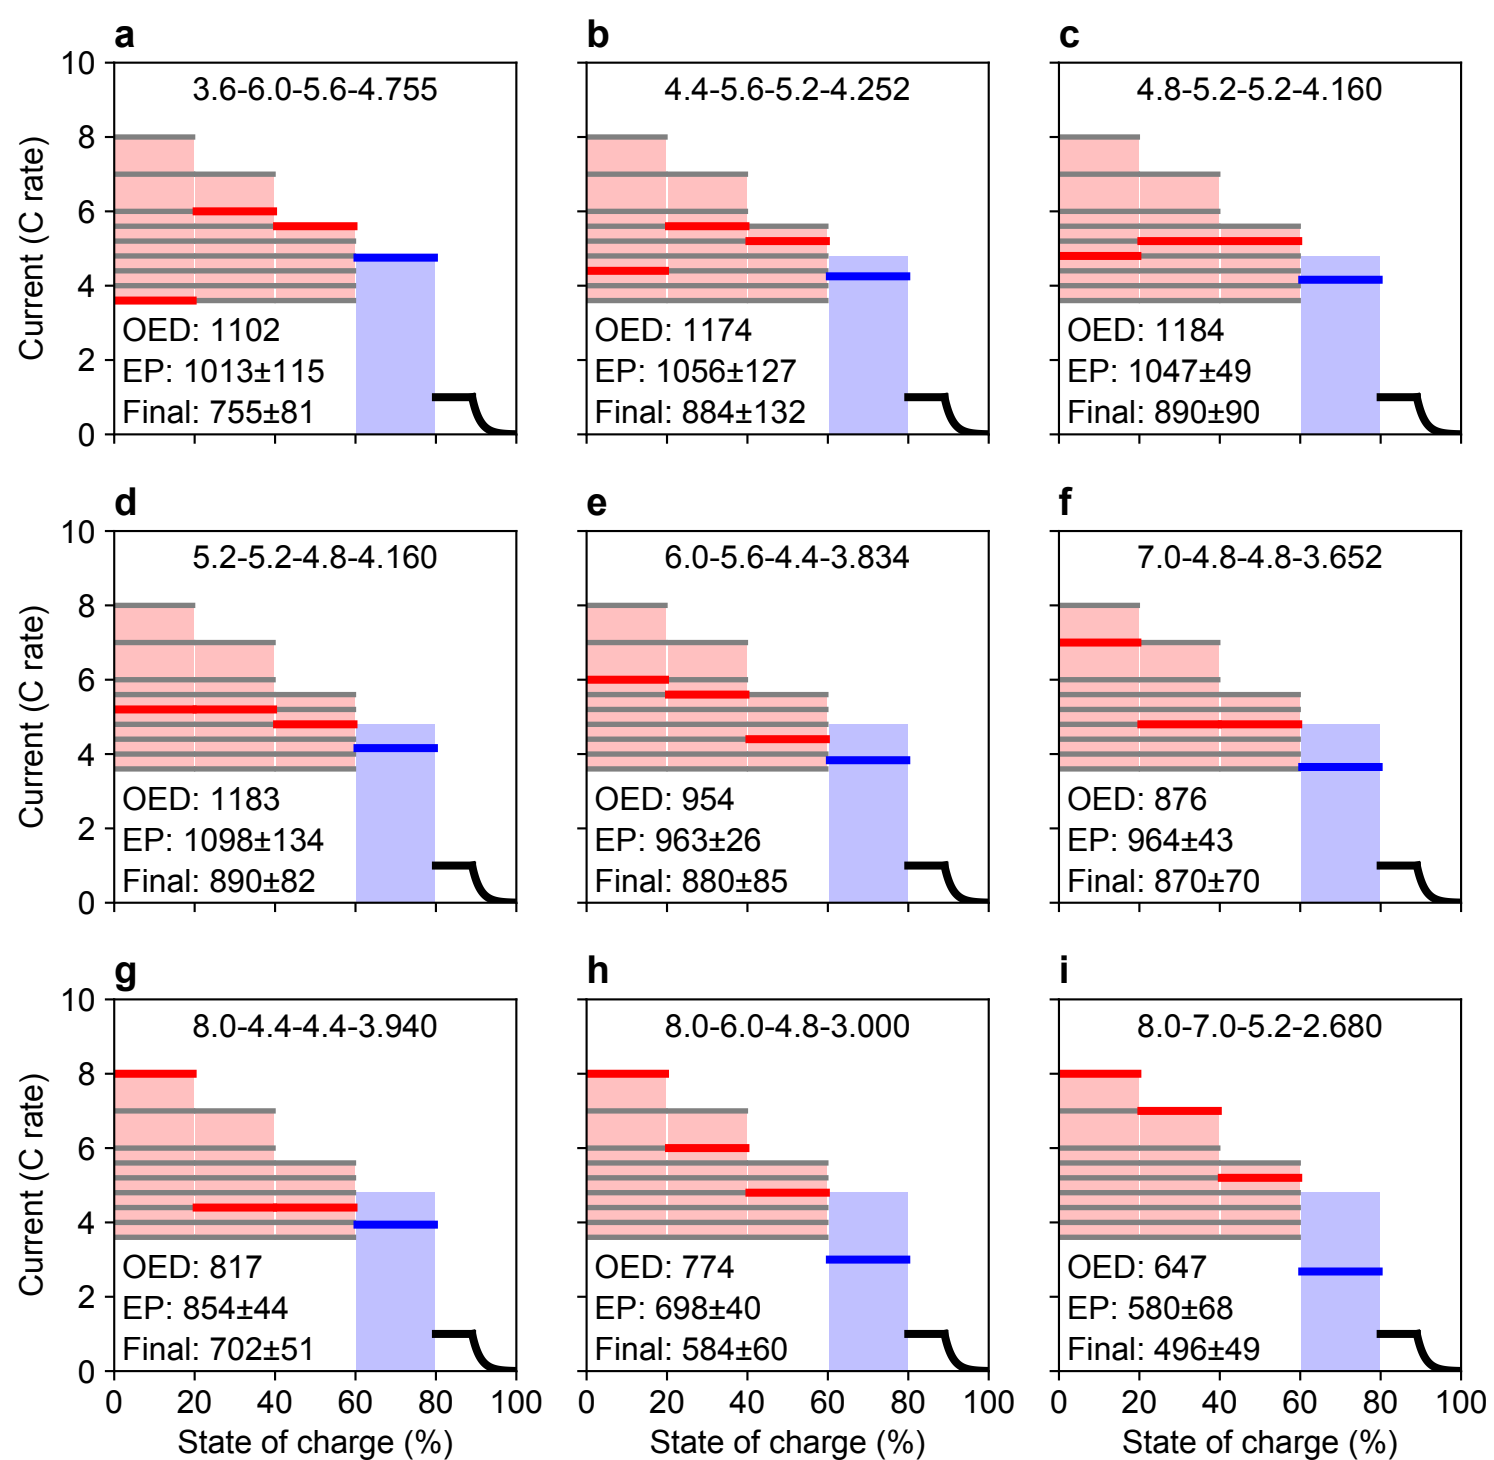 a
3.6-6.0-5.6-4.755
10
8
6
4
2
0
Current (C rate)
OED: 1102
EP: 1013±115
Final: 755±81
b
4.4-5.6-5.2-4.252
OED: 1174
EP: 1056±127
Final: 884±132
c
4.8-5.2-5.2-4.160
OED: 1184
EP: 1047±49
Final: 890±90
d
5.2-5.2-4.8-4.160
10
8
6
4
2
0
Current (C rate)
OED: 1183
EP: 1098±134
Final: 890±82
e
6.0-5.6-4.4-3.834
OED: 954
EP: 963±26
Final: 880±85
f
7.0-4.8-4.8-3.652
OED: 876
EP: 964±43
Final: 870±70
g
8.0-4.4-4.4-3.940
10
8
6
4
2
0
Current (C rate)
OED: 817
EP: 854±44
Final: 702±51
0 20 40 60 80 100
State of charge (%)
h
8.0-6.0-4.8-3.000
OED: 774
EP: 698±40
Final: 584±60
0 20 40 60 80 100
State of charge (%)
i
8.0-7.0-5.2-2.680
OED: 647
EP: 580±68
Final: 496±49
0 20 40 60 80 100
State of charge (%)